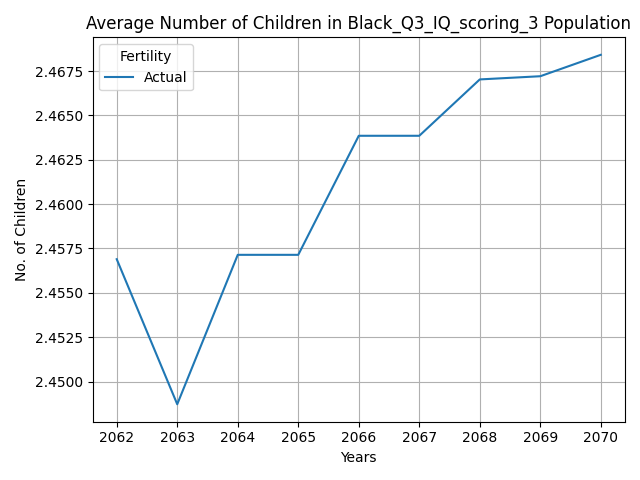 Average Number of Children in Black_Q3_IQ_scoring_3 Population
Fertility
Actual
2.4675
2.4650
2.4625
2.4600
2.4575
2.4550
2.4525
2.4500
No. of Children
2062 2063 2064 2065 2066 2067 2068 2069 2070
Years